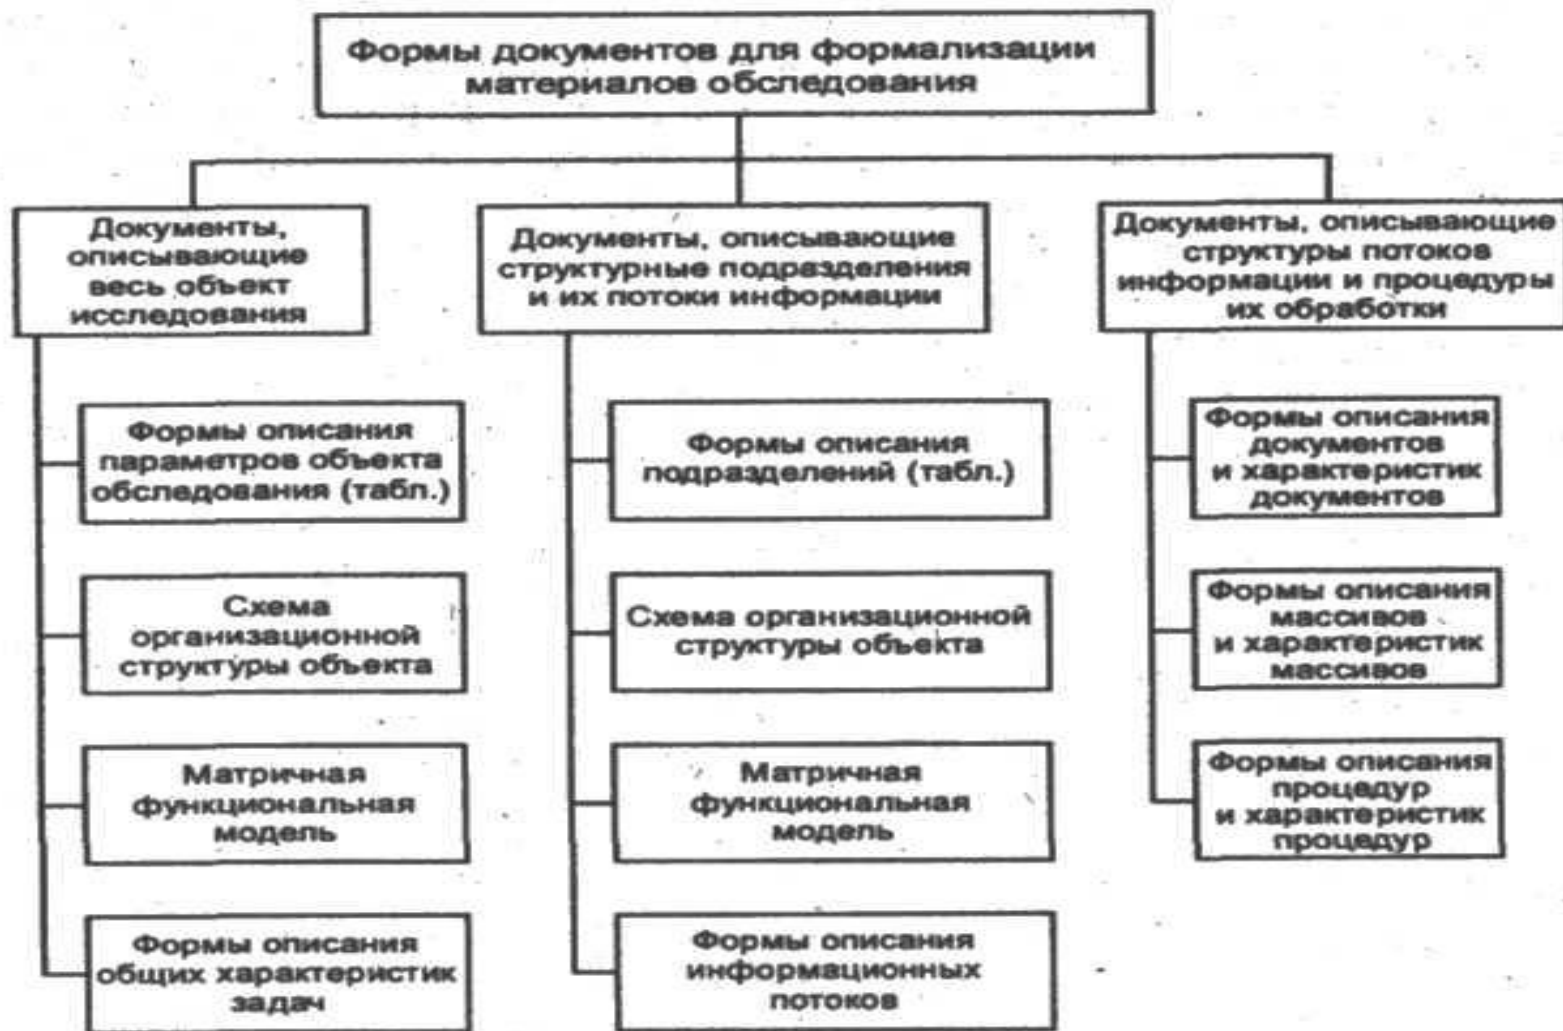 Формы документов для формализации
материалов обследования
Документы,
описывающие
весь объект
исследования
Формы описания
параметров объекта
обследования (табл.)
Схема
организационной
структуры объекта
Матричная
функциональная
модель
Формы описания
общих характеристик
задач
Документы, описывающие
структурные подразделения
и их потоки информации
Формы описания
подразделений (табл.)
Схема организационной
структуры объекта
Матричная
функциональная
модель
Формы описания
информационных
потоков
Документы, описывающие
структуры потоков
информации и процедуры
их обработки
Формы описания
документов
и характеристик
документов
Формы описания
массивов
и характеристик
массивов
Формы описания
процедур
и характеристик
процедур